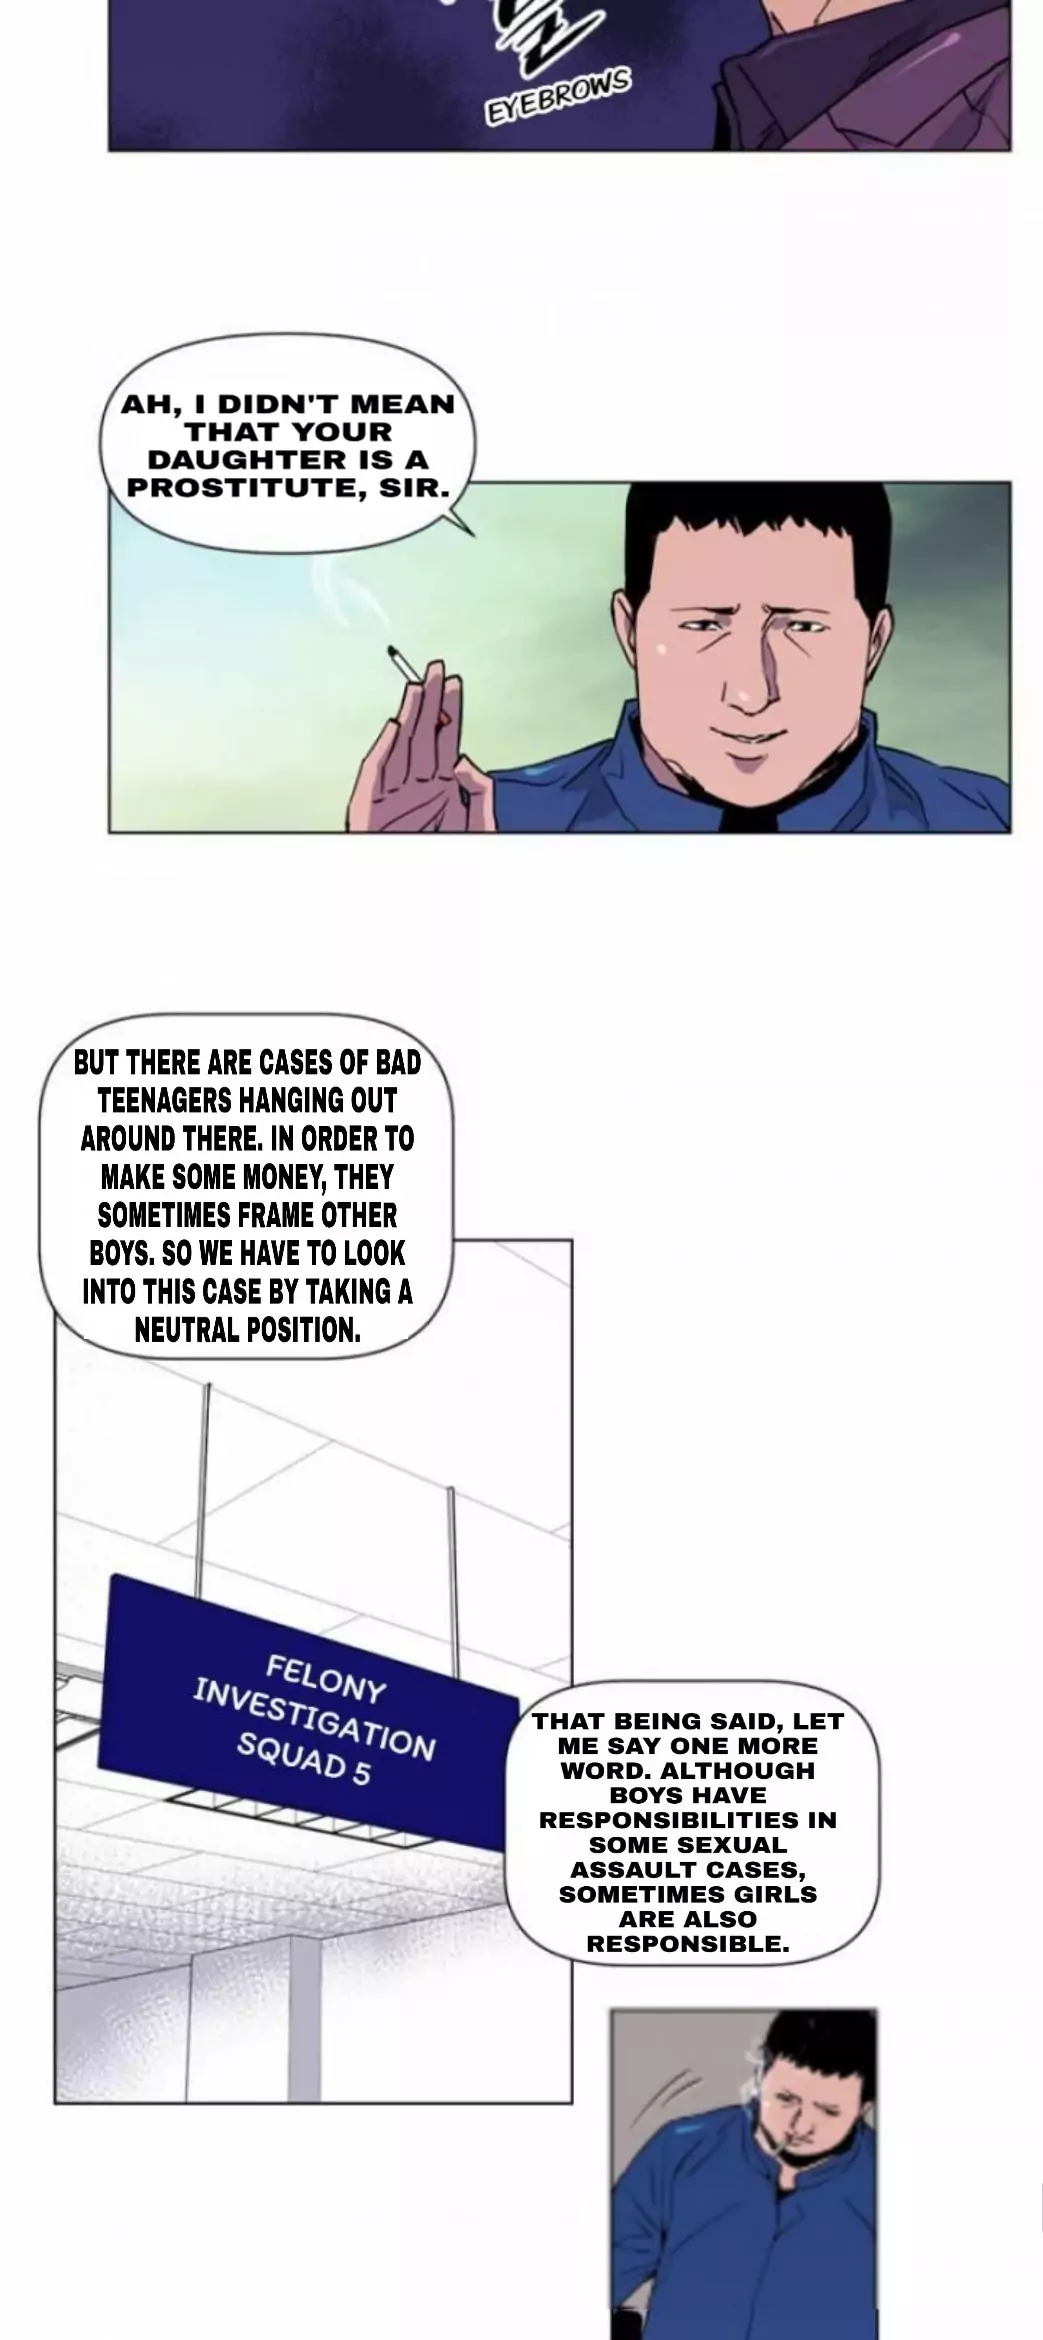 EYEBROWS
AH, I DIDN'T MEAN
THAT YOUR
DAUGHTER IS A
PROSTITUTE, SIR.
BUT THERE ARE CASES OF BAD
TEENAGERS HANGING OUT
AROUND THERE. IN ORDER TO
MAKE SOME MONEY, THEY
SOMETIMES FRAME OTHER
BOYS. SO WE HAVE TO LOOK
INTO THIS CASE BY TAKING A
NEUTRAL POSITION.
FELONY
INVESTIGATION
SQUAD 5
THAT BEING SAID, LET
ME SAY ONE MORE
WORD. ALTHOUGH
BOYS HAVE
RESPONSIBILITIES IN
SOME SEXUAL
ASSAULT CASES,
SOMETIMES GIRLS
ARE ALSO
RESPONSIBLE.